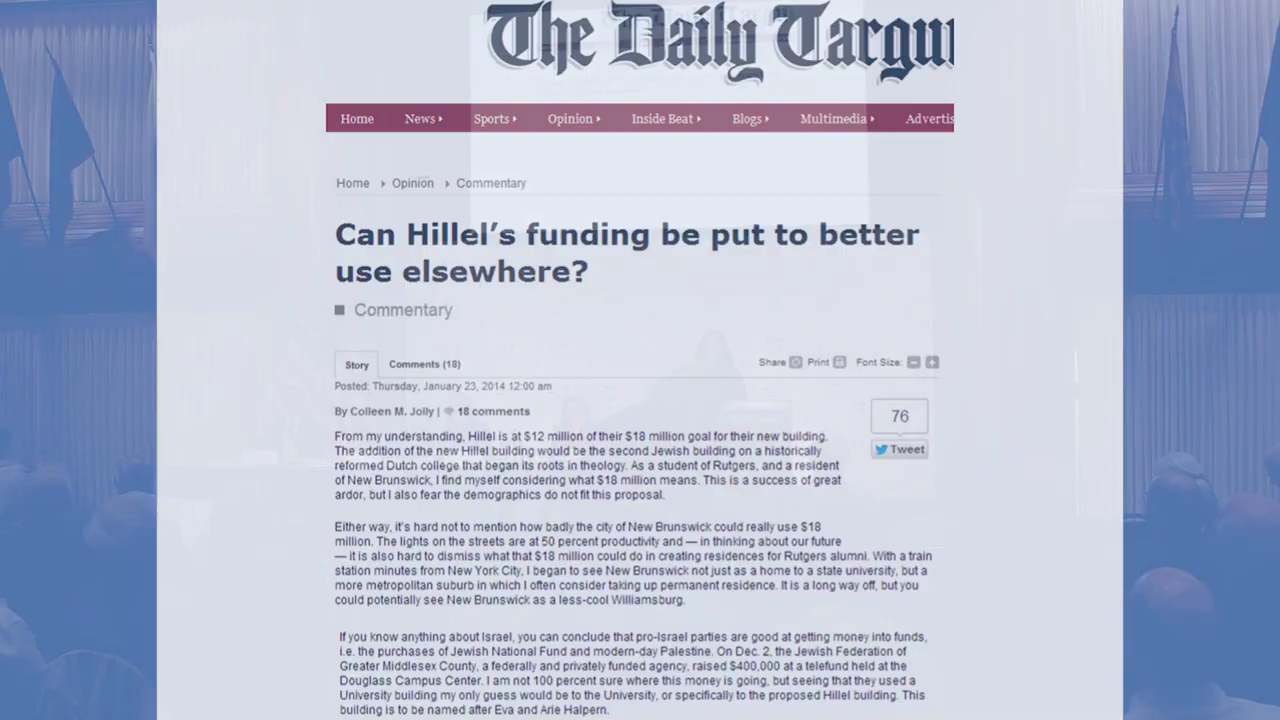 The Daily Targu
Home News Sports Opinion Inside Beat Blogs Multimedia Advertis
Home Opinion Commentary
Can Hillel's funding be put to better
use elsewhere?
Commentary
Story Comments (18) Share Print Font Size:
Posted: Thursday, January 23, 2014 12:00 am
By Colleen M. Jolly | 18 comments
76
Tweet
From my understanding, Hillel is at $12 million of their $18 million goal for their new building.
The addition of the new Hillel building would be the second Jewish building on a historically
reformed Dutch college that began its roots in theology. As a student of Rutgers, and a resident
of New Brunswick, I find myself considering what $18 million means. This is a success of great
ardor, but I also fear the demographics do not fit this proposal.
Either way, it's hard not to mention how badly the city of New Brunswick could really use $18
million. The lights on the streets are at 50 percent productivity and — in thinking about our future
— it is also hard to dismiss what that $18 million could do in creating residences for Rutgers alumni. With a train
station minutes from New York City, I began to see New Brunswick not just as a home to a state university, but a
more metropolitan suburb in which I often consider taking up permanent residence. It is a long way off, but you
could potentially see New Brunswick as a less-cool Williamsburg.
If you know anything about Israel, you can conclude that pro-Israel parties are good at getting money into funds,
i.e. the purchases of Jewish National Fund and modern-day Palestine. On Dec. 2, the Jewish Federation of
Greater Middlesex County, a federally and privately funded agency, raised $400,000 at a telefund held at the
Douglass Campus Center. I am not 100 percent sure where this money is going, but seeing that they used a
University building my only guess would be to the University, or specifically to the proposed Hillel building. This
building is to be named after Eva and Arie Halpern.